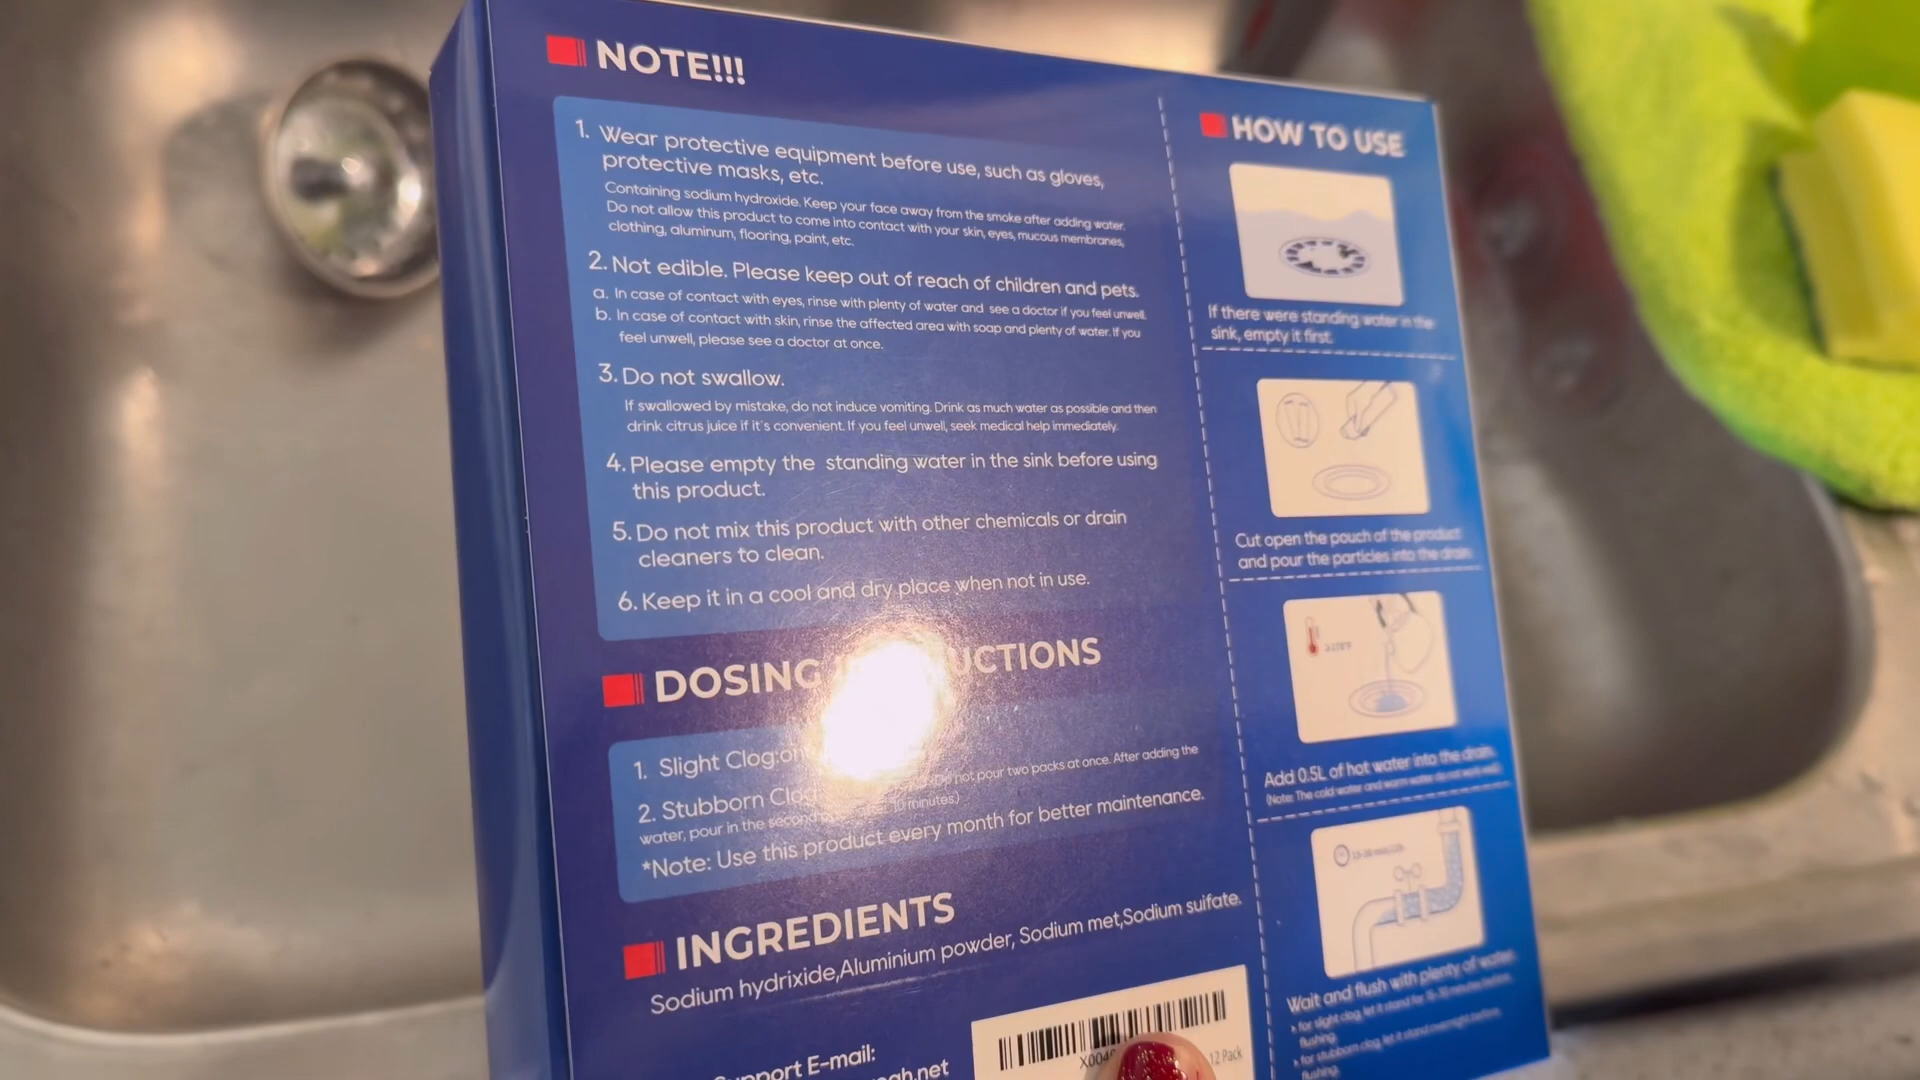 NOTE!!!
1. Wear protective equipment before use, such as gloves,
protective masks, etc.
Containing sodium hydroxide. Keep your face away from the smoke after adding water.
Do not allow this product to come into contact with your skin, eyes, mucous membranes,
clothing, aluminum, flooring, paint, etc.
2. Not edible. Please keep out of reach of children and pets.
a. In case of contact with eyes, rinse with plenty of water and see a doctor if you feel unwell.
b. In case of contact with skin, rinse the affected area with soap and plenty of water. If you
feel unwell, please see a doctor at once.
3. Do not swallow.
If swallowed by mistake, do not induce vomiting. Drink as much water as possible and then
drink citrus juice if it's convenient. If you feel unwell, seek medical help immediately.
4. Please empty the standing water in the sink before using
this product.
5. Do not mix this product with other chemicals or drain
cleaners to clean.
6. Keep it in a cool and dry place when not in use.
DOSING
1. Slight Clog:
2. Stubborn not pour two packs at once. After adding the
water, pour in the second minutes.)
*Note: Use this product every month for better maintenance.
INGREDIENTS
Sodium hydrixide,Aluminium powder, Sodium met,Sodium sulfate.
E-mail:
12 Pack
HOW TO USE
If there were standing water in the
sink, empty it first.
Cut open the pouch of the product
and pour the particles into the drain.
Add 0.5L of hot water into the drain.
(Note: The cold water and warm water do not work well)
Wait and flush with plenty of water.
for slight clog, let it stand for 15-30 minutes before
flushing.
for stubborn clog, let it stand overnight before
flushing.